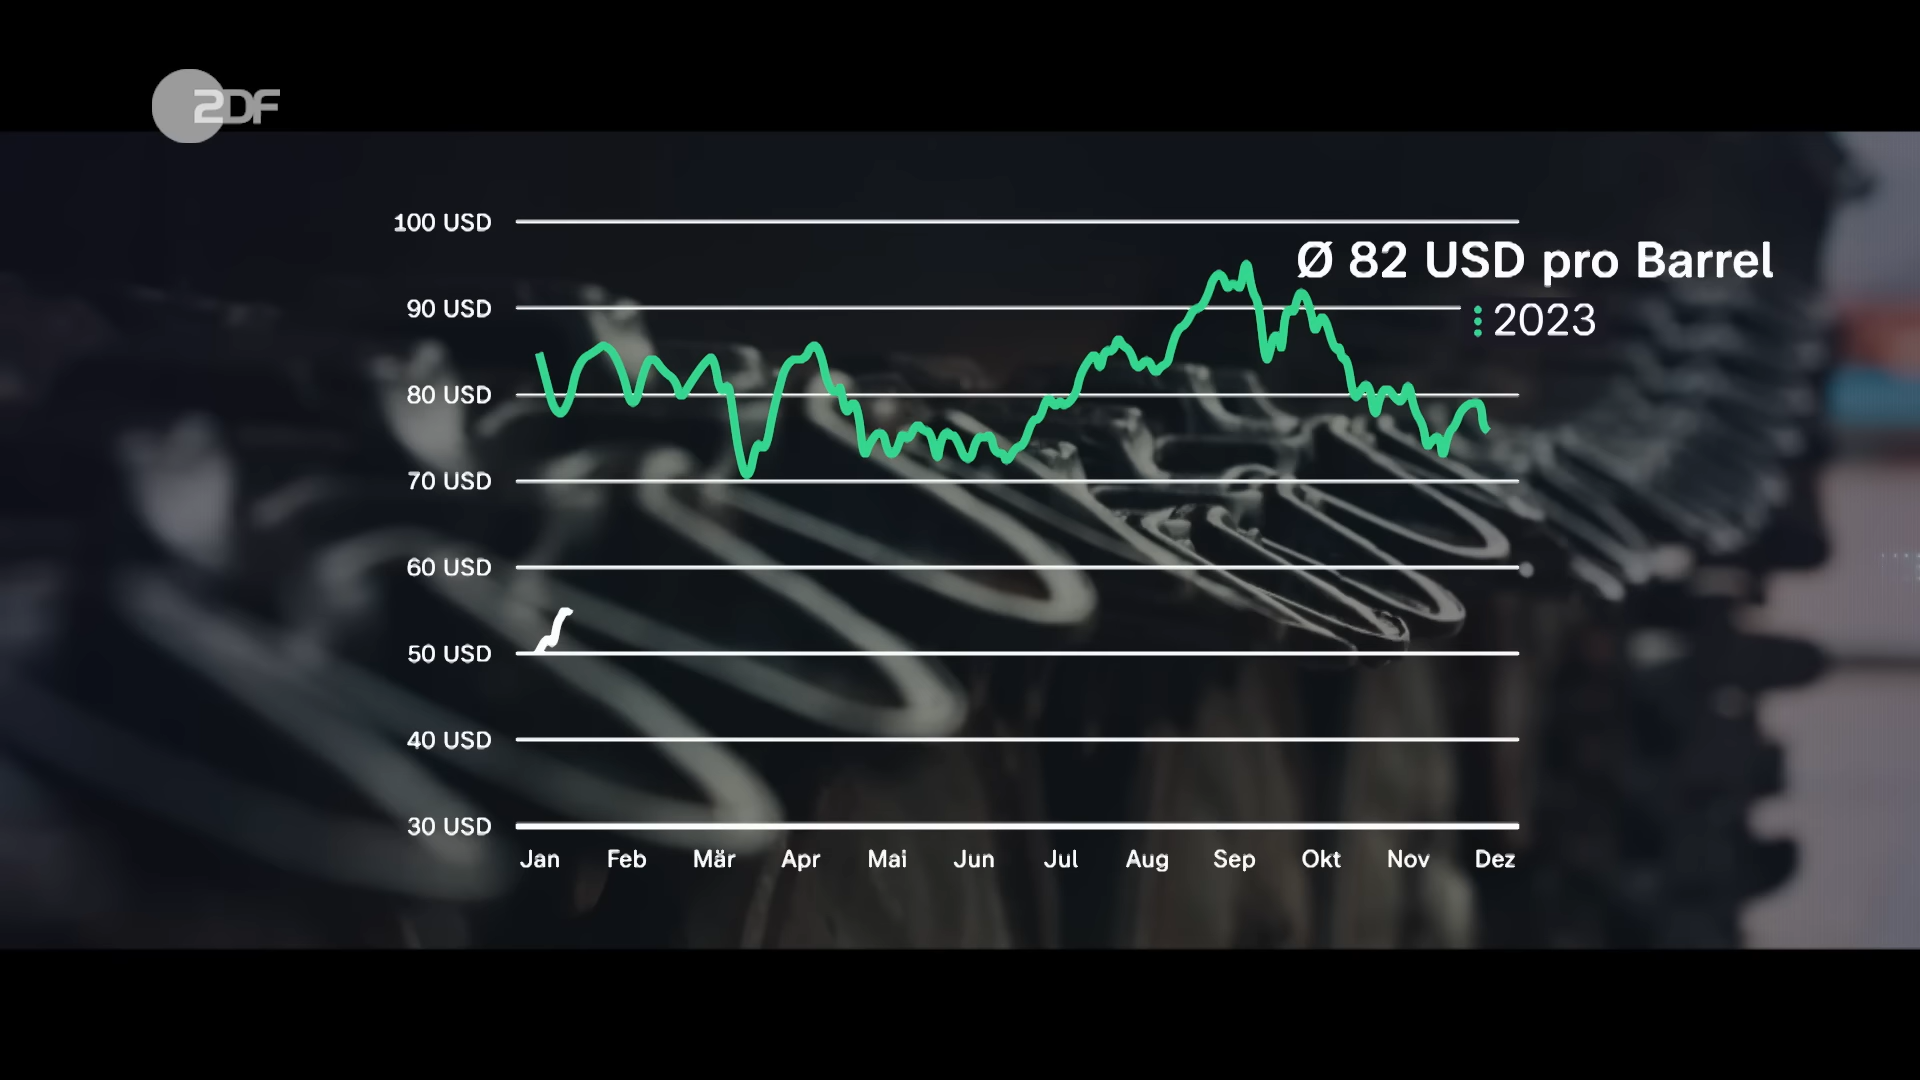 ZDF
100 USD
Ø 82 USD pro Barrel
90 USD
2023
80 USD
70 USD
60 USD
50 USD
40 USD
30 USD
Jan Feb Mär Apr Mai Jun Jul Aug Sep Okt Nov Dez